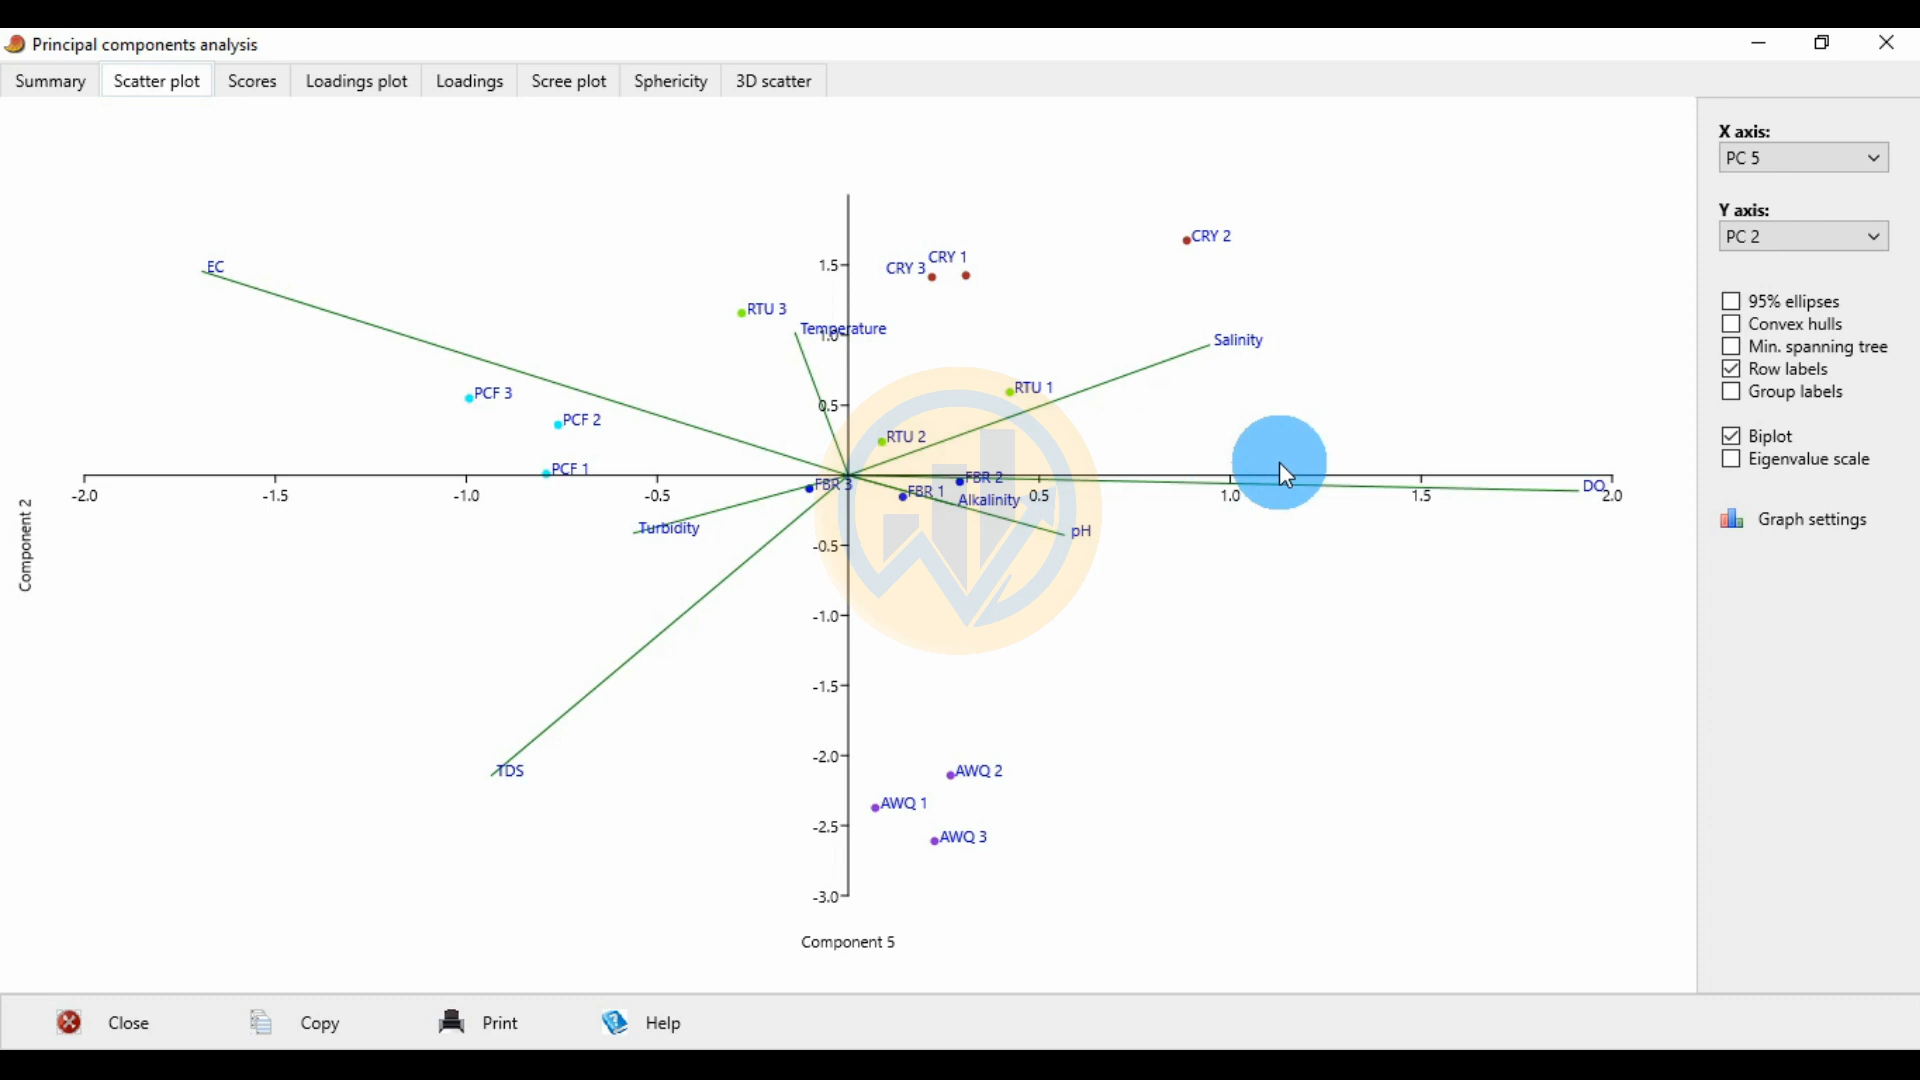 Principal components analysis
Summary Scatter plot Scores Loadings plot Loadings Scree plot Sphericity 3D scatter
X axis:
PC 5
Y axis:
PC 2
95% ellipses
Convex hulls
Min. spanning tree
Row labels
Group labels
Biplot
Eigenvalue scale
Graph settings
CRY 2
CRY 1
CRY 3
EC
1.5
RTU 3
Temperature
1.0
Salinity
RTU 1
PCF 3
0.5
PCF 2
RTU 2
PCF 1
FBR 2
FBR 3
FBR 1
DO
-2.0 -1.5 -1.0 -0.5 0.5 1.0 1.5 2.0
Alkalinity
Turbidity
pH
-0.5
Component 2
-1.0
-1.5
-2.0
TDS
AWQ 2
AWQ 1
-2.5
AWQ 3
-3.0
Component 5
Close Copy Print Help